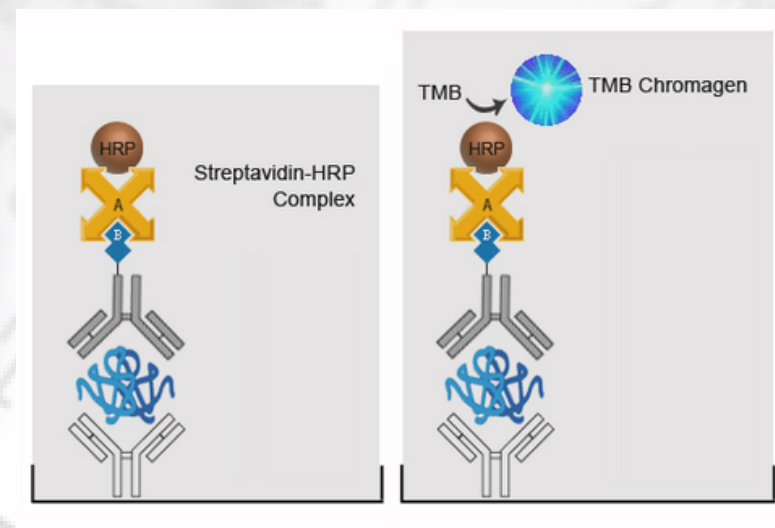 HRP
A
B
Streptavidin-HRP
Complex
TMB
TMB Chromagen
HRP
A
B